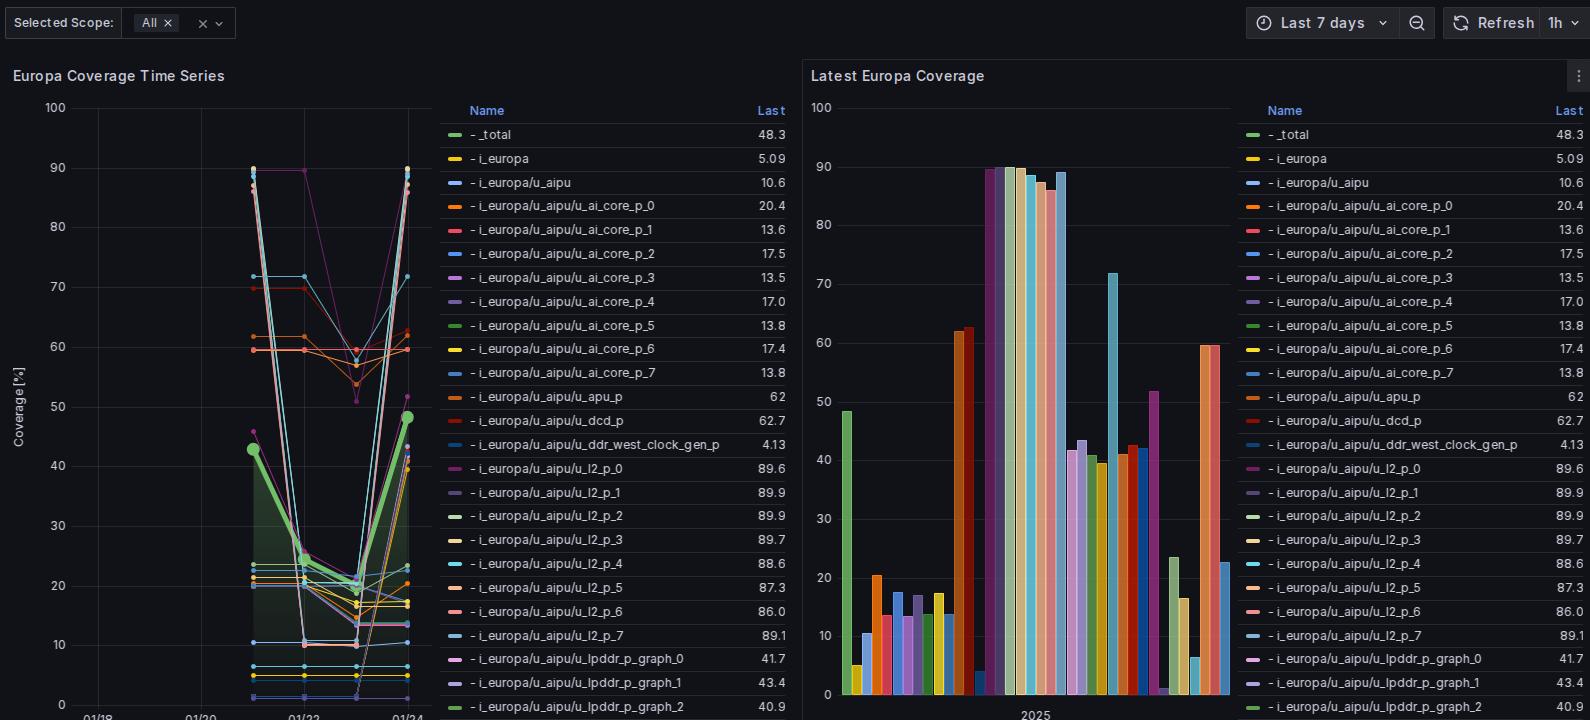 Selected Scope: All
Last 7 days Refresh 1h
Europa Coverage Time Series
100
90
80
70
60
50
40
30
20
10
0
Coverage [%]
01/18 01/20 01/22 01/24
Name Last
- _total 48.3
- i_europa 5.09
- i_europa/u_aipu 10.6
- i_europa/u_aipu/u_ai_core_p_0 20.4
- i_europa/u_aipu/u_ai_core_p_1 13.6
- i_europa/u_aipu/u_ai_core_p_2 17.5
- i_europa/u_aipu/u_ai_core_p_3 13.5
- i_europa/u_aipu/u_ai_core_p_4 17.0
- i_europa/u_aipu/u_ai_core_p_5 13.8
- i_europa/u_aipu/u_ai_core_p_6 17.4
- i_europa/u_aipu/u_ai_core_p_7 13.8
- i_europa/u_aipu/u_apu_p 62
- i_europa/u_aipu/u_dcd_p 62.7
- i_europa/u_aipu/u_ddr_west_clock_gen_p 4.13
- i_europa/u_aipu/u_l2_p_0 89.6
- i_europa/u_aipu/u_l2_p_1 89.9
- i_europa/u_aipu/u_l2_p_2 89.9
- i_europa/u_aipu/u_l2_p_3 89.7
- i_europa/u_aipu/u_l2_p_4 88.6
- i_europa/u_aipu/u_l2_p_5 87.3
- i_europa/u_aipu/u_l2_p_6 86.0
- i_europa/u_aipu/u_l2_p_7 89.1
- i_europa/u_aipu/u_lpddr_p_graph_0 41.7
- i_europa/u_aipu/u_lpddr_p_graph_1 43.4
- i_europa/u_aipu/u_lpddr_p_graph_2 40.9
Latest Europa Coverage
100
90
80
70
60
50
40
30
20
10
0
2025
Name Last
- _total 48.3
- i_europa 5.09
- i_europa/u_aipu 10.6
- i_europa/u_aipu/u_ai_core_p_0 20.4
- i_europa/u_aipu/u_ai_core_p_1 13.6
- i_europa/u_aipu/u_ai_core_p_2 17.5
- i_europa/u_aipu/u_ai_core_p_3 13.5
- i_europa/u_aipu/u_ai_core_p_4 17.0
- i_europa/u_aipu/u_ai_core_p_5 13.8
- i_europa/u_aipu/u_ai_core_p_6 17.4
- i_europa/u_aipu/u_ai_core_p_7 13.8
- i_europa/u_aipu/u_apu_p 62
- i_europa/u_aipu/u_dcd_p 62.7
- i_europa/u_aipu/u_ddr_west_clock_gen_p 4.13
- i_europa/u_aipu/u_l2_p_0 89.6
- i_europa/u_aipu/u_l2_p_1 89.9
- i_europa/u_aipu/u_l2_p_2 89.9
- i_europa/u_aipu/u_l2_p_3 89.7
- i_europa/u_aipu/u_l2_p_4 88.6
- i_europa/u_aipu/u_l2_p_5 87.3
- i_europa/u_aipu/u_l2_p_6 86.0
- i_europa/u_aipu/u_l2_p_7 89.1
- i_europa/u_aipu/u_lpddr_p_graph_0 41.7
- i_europa/u_aipu/u_lpddr_p_graph_1 43.4
- i_europa/u_aipu/u_lpddr_p_graph_2 40.9